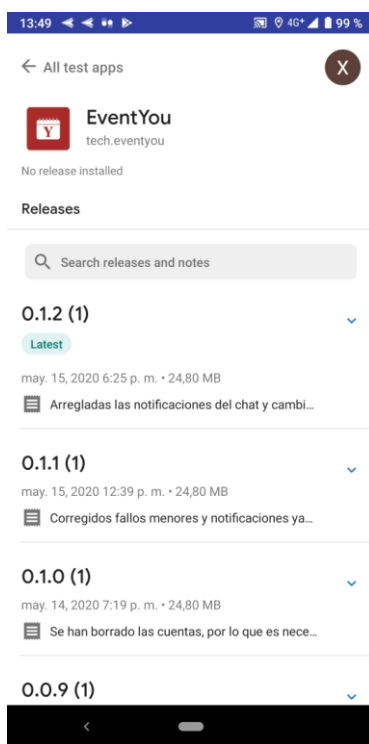 13:49 4G+ 99 %
All test apps
X
EventYou
Y
tech.eventyou
No release installed
Releases
Search releases and notes
0.1.2 (1)
Latest
may. 15, 2020 6:25 p. m. • 24,80 MB
Arregladas las notificaciones del chat y cambi...
0.1.1 (1)
may. 15, 2020 12:39 p. m. • 24,80 MB
Corregidos fallos menores y notificaciones ya...
0.1.0 (1)
may. 14, 2020 7:19 p. m. • 24,80 MB
Se han borrado las cuentas, por lo que es nece...
0.0.9 (1)